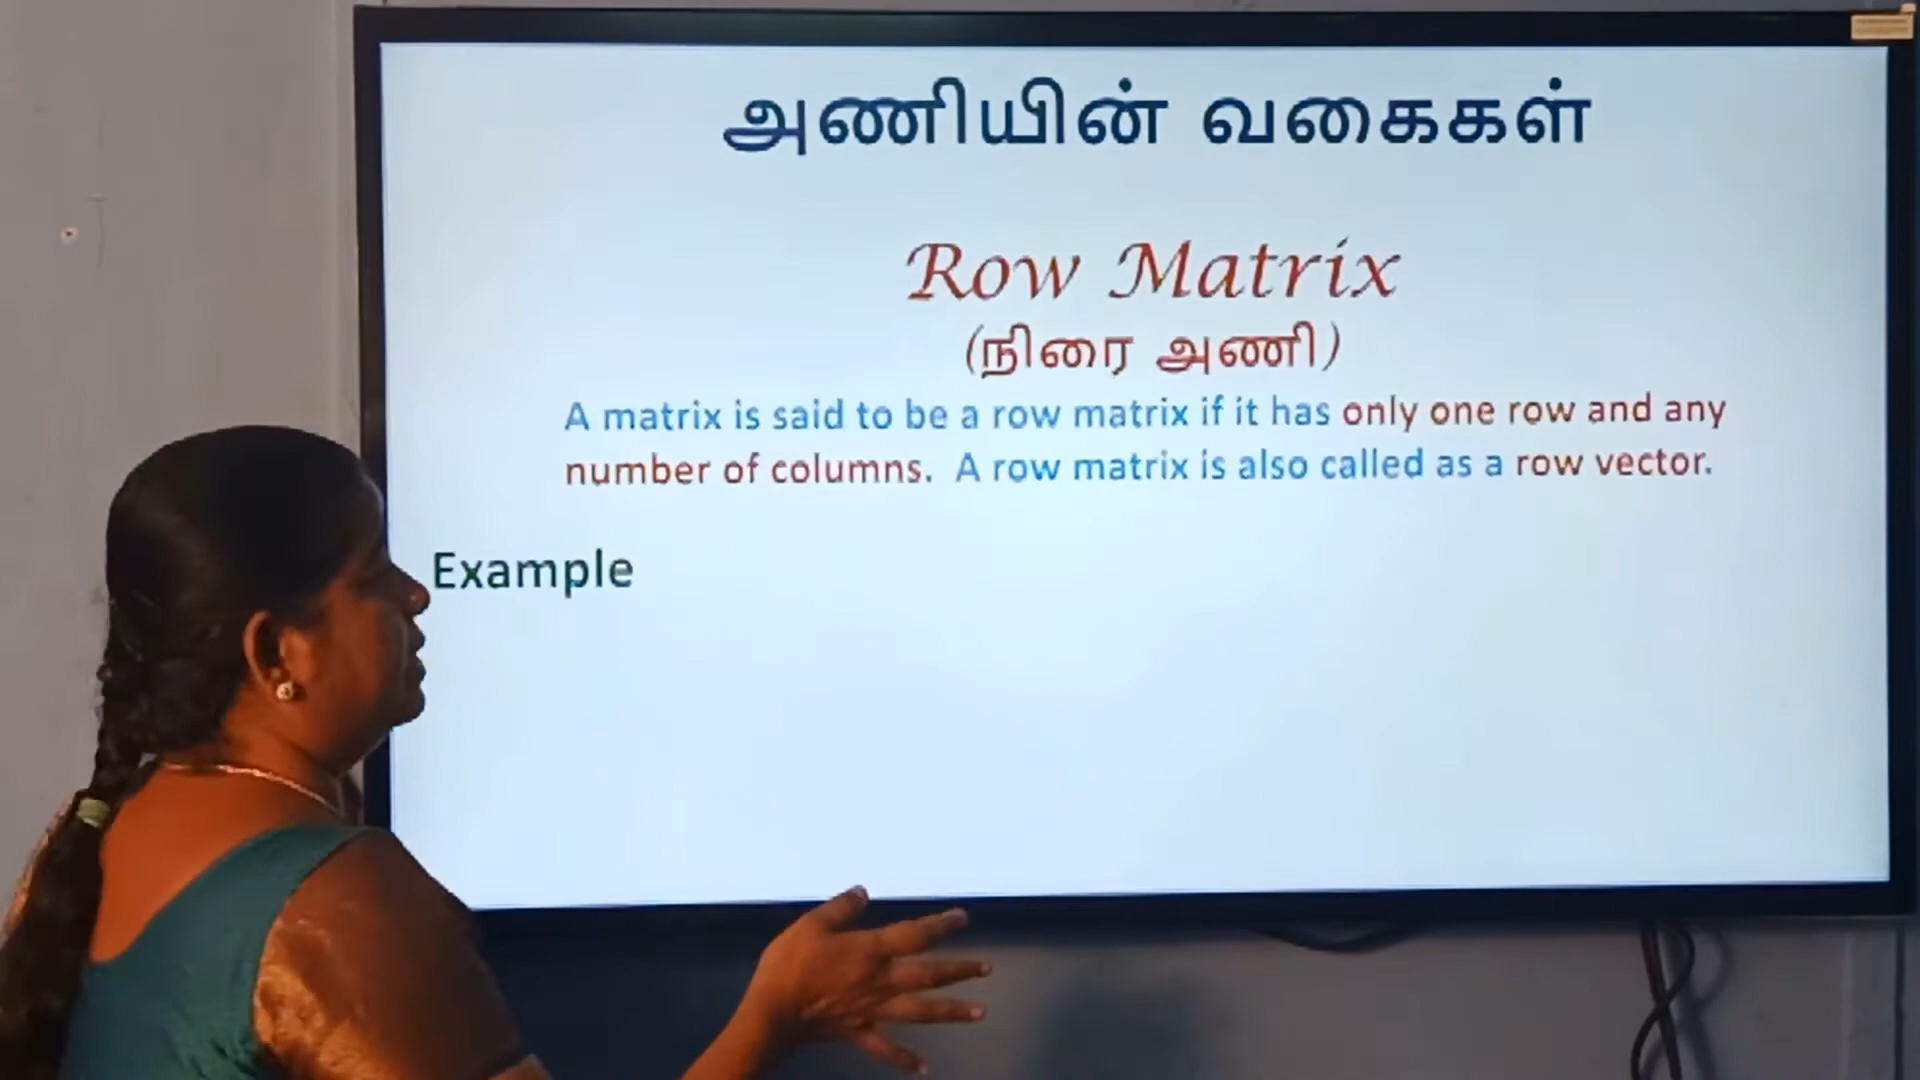 அணியின் வகைகள்
Row Matrix
(நிரை அணி)
A matrix is said to be a row matrix if it has only one row and any
number of columns. A row matrix is also called as a row vector.
Example